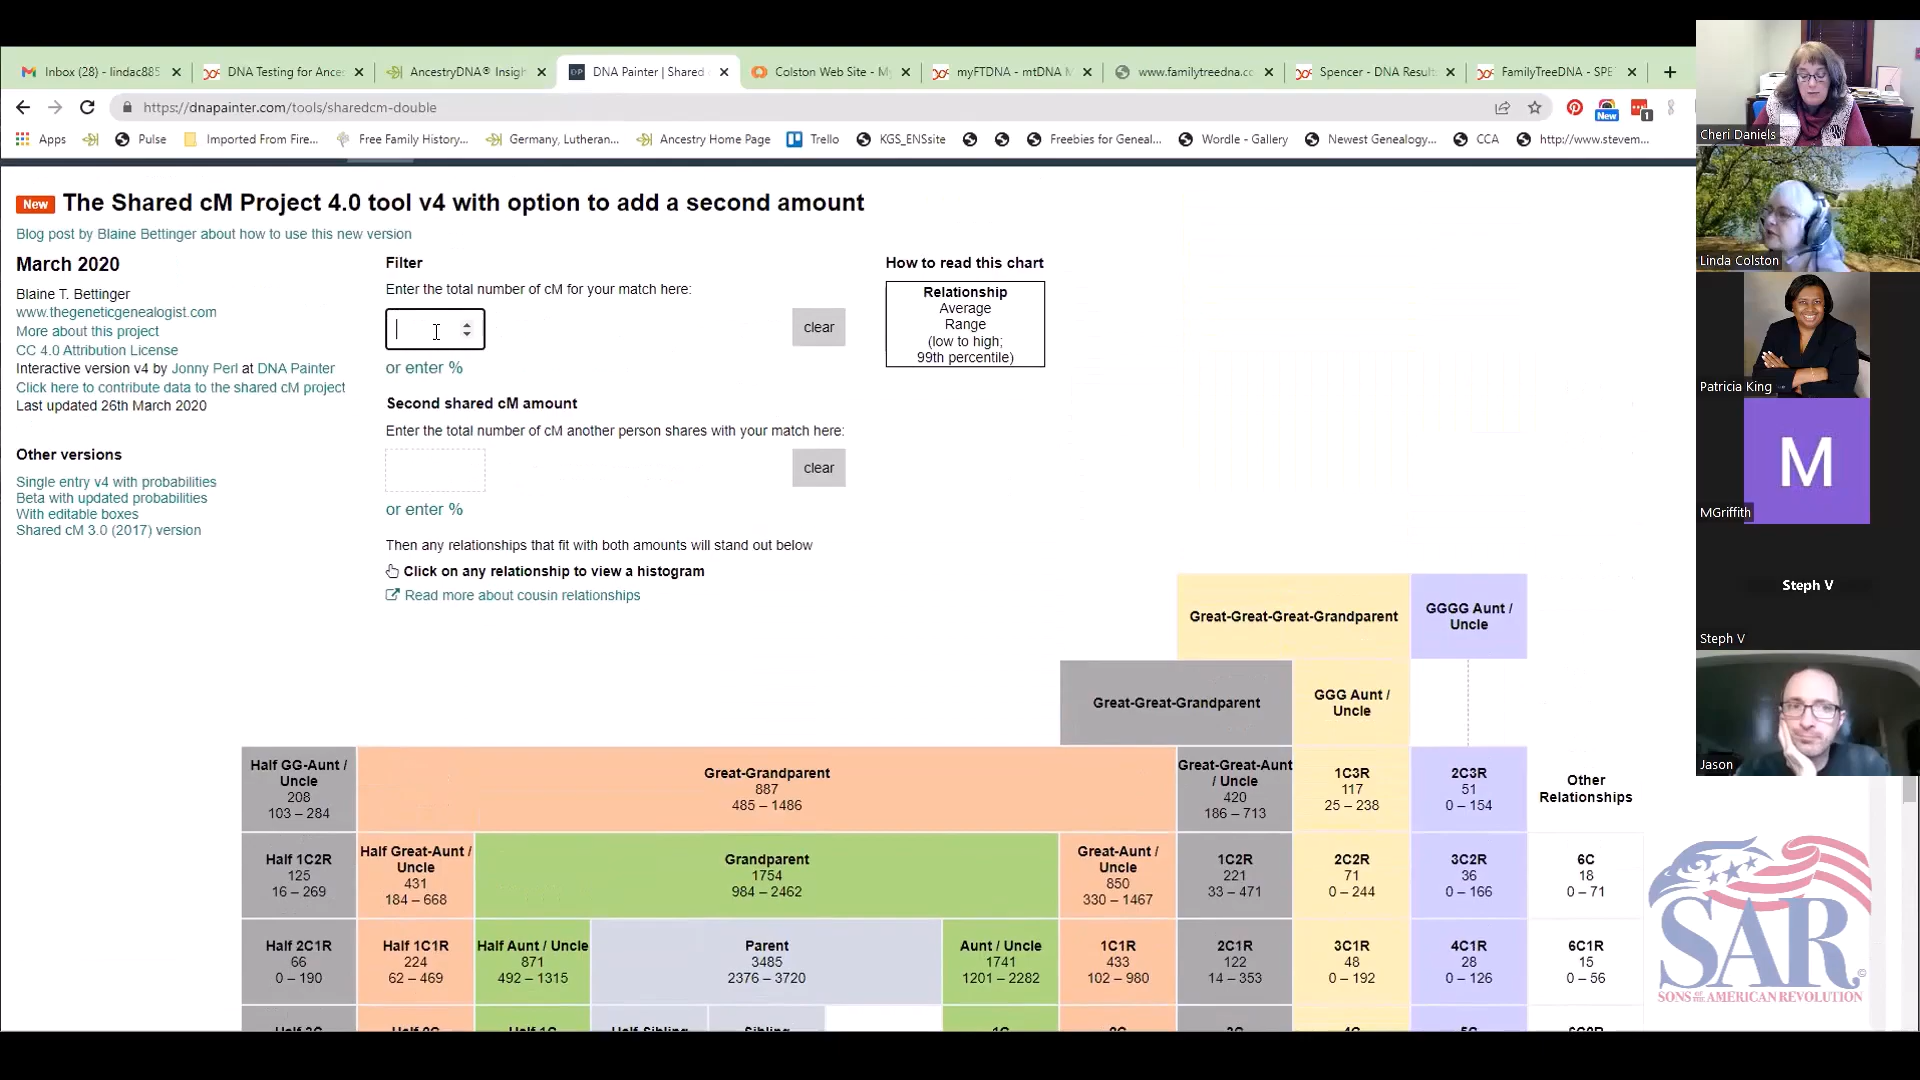 Inbox (28) - lindac885
DNA Testing for Ance
AncestryDNA® Insigh
DNA Painter | Shared
Colston Web Site - My
myFTDNA - mtDNA M
www.familytreedna.cc
Spencer - DNA Result
FamilyTreeDNA - SPE
https://dnapainter.com/tools/sharedcm-double
New
1
Apps
Pulse
Imported From Fire...
Free Family History...
Germany, Lutheran...
Ancestry Home Page
Trello
KGS_ENSsite
Freebies for Geneal...
Wordle - Gallery
Newest Genealogy...
CCA
http://www.stevem...
New The Shared cM Project 4.0 tool v4 with option to add a second amount
Blog post by Blaine Bettinger about how to use this new version
March 2020
Blaine T. Bettinger
www.thegeneticgenealogist.com
More about this project
CC 4.0 Attribution License
Interactive version v4 by Jonny Perl at DNA Painter
Click here to contribute data to the shared cM project
Last updated 26th March 2020
Other versions
Single entry v4 with probabilities
Beta with updated probabilities
With editable boxes
Shared cM 3.0 (2017) version
Filter
Enter the total number of cM for your match here:
clear
or enter %
Second shared cM amount
Enter the total number of cM another person shares with your match here:
clear
or enter %
Then any relationships that fit with both amounts will stand out below
Click on any relationship to view a histogram
Read more about cousin relationships
How to read this chart
Relationship
Average
Range
(low to high;
99th percentile)
Great-Great-Great-Grandparent
GGGG Aunt /
Uncle
Great-Great-Grandparent
GGG Aunt /
Uncle
Half GG-Aunt /
Uncle
208
103 – 284
Great-Grandparent
887
485 – 1486
Great-Great-Aunt
/ Uncle
420
186 – 713
1C3R
117
25 – 238
2C3R
51
0 – 154
Other
Relationships
Half 1C2R
125
16 – 269
Half Great-Aunt /
Uncle
431
184 – 668
Grandparent
1754
984 – 2462
Great-Aunt /
Uncle
850
330 – 1467
1C2R
221
33 – 471
2C2R
71
0 – 244
3C2R
36
0 – 166
6C
18
0 – 71
Half 2C1R
66
0 – 190
Half 1C1R
224
62 – 469
Half Aunt / Uncle
871
492 – 1315
Parent
3485
2376 – 3720
Aunt / Uncle
1741
1201 – 2282
1C1R
433
102 – 980
2C1R
122
14 – 353
3C1R
48
0 – 192
4C1R
28
0 – 126
6C1R
15
0 – 56
Cheri Daniels
Linda Colston
Patricia King
M
MGriffith
Steph V
Steph V
Jason
SAR
SONS OF THE AMERICAN REVOLUTION